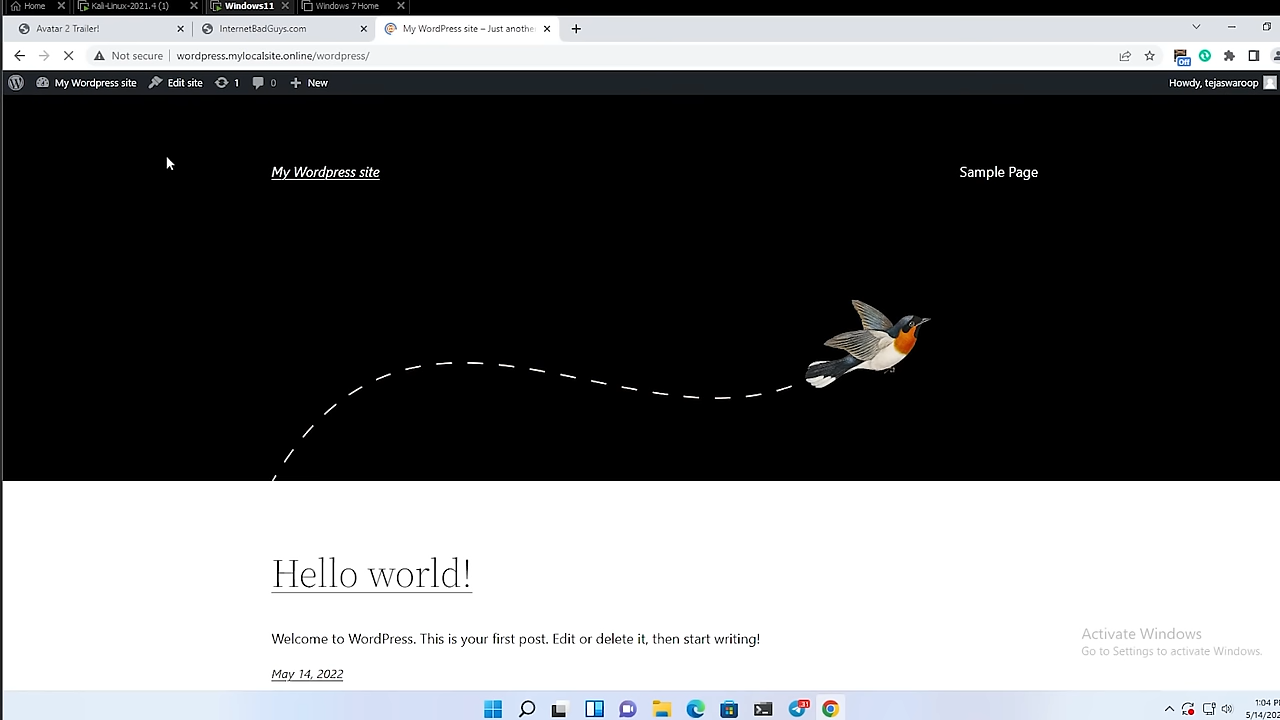 Home
Kali-Linux-2021.4 (1)
Windows11
Windows 7 Home
Avatar 2 Trailer!
InternetBadGuys.com
My WordPress site – Just anothe
Not secure
wordpress.mylocalsite.online/wordpress/
Off
My Wordpress site
Edit site
1
0
New
Howdy, tejaswaroop
My Wordpress site
Sample Page
Hello world!
Welcome to WordPress. This is your first post. Edit or delete it, then start writing!
May 14, 2022
Activate Windows
Go to Settings to activate Windows.
1:04 P
5/14/20